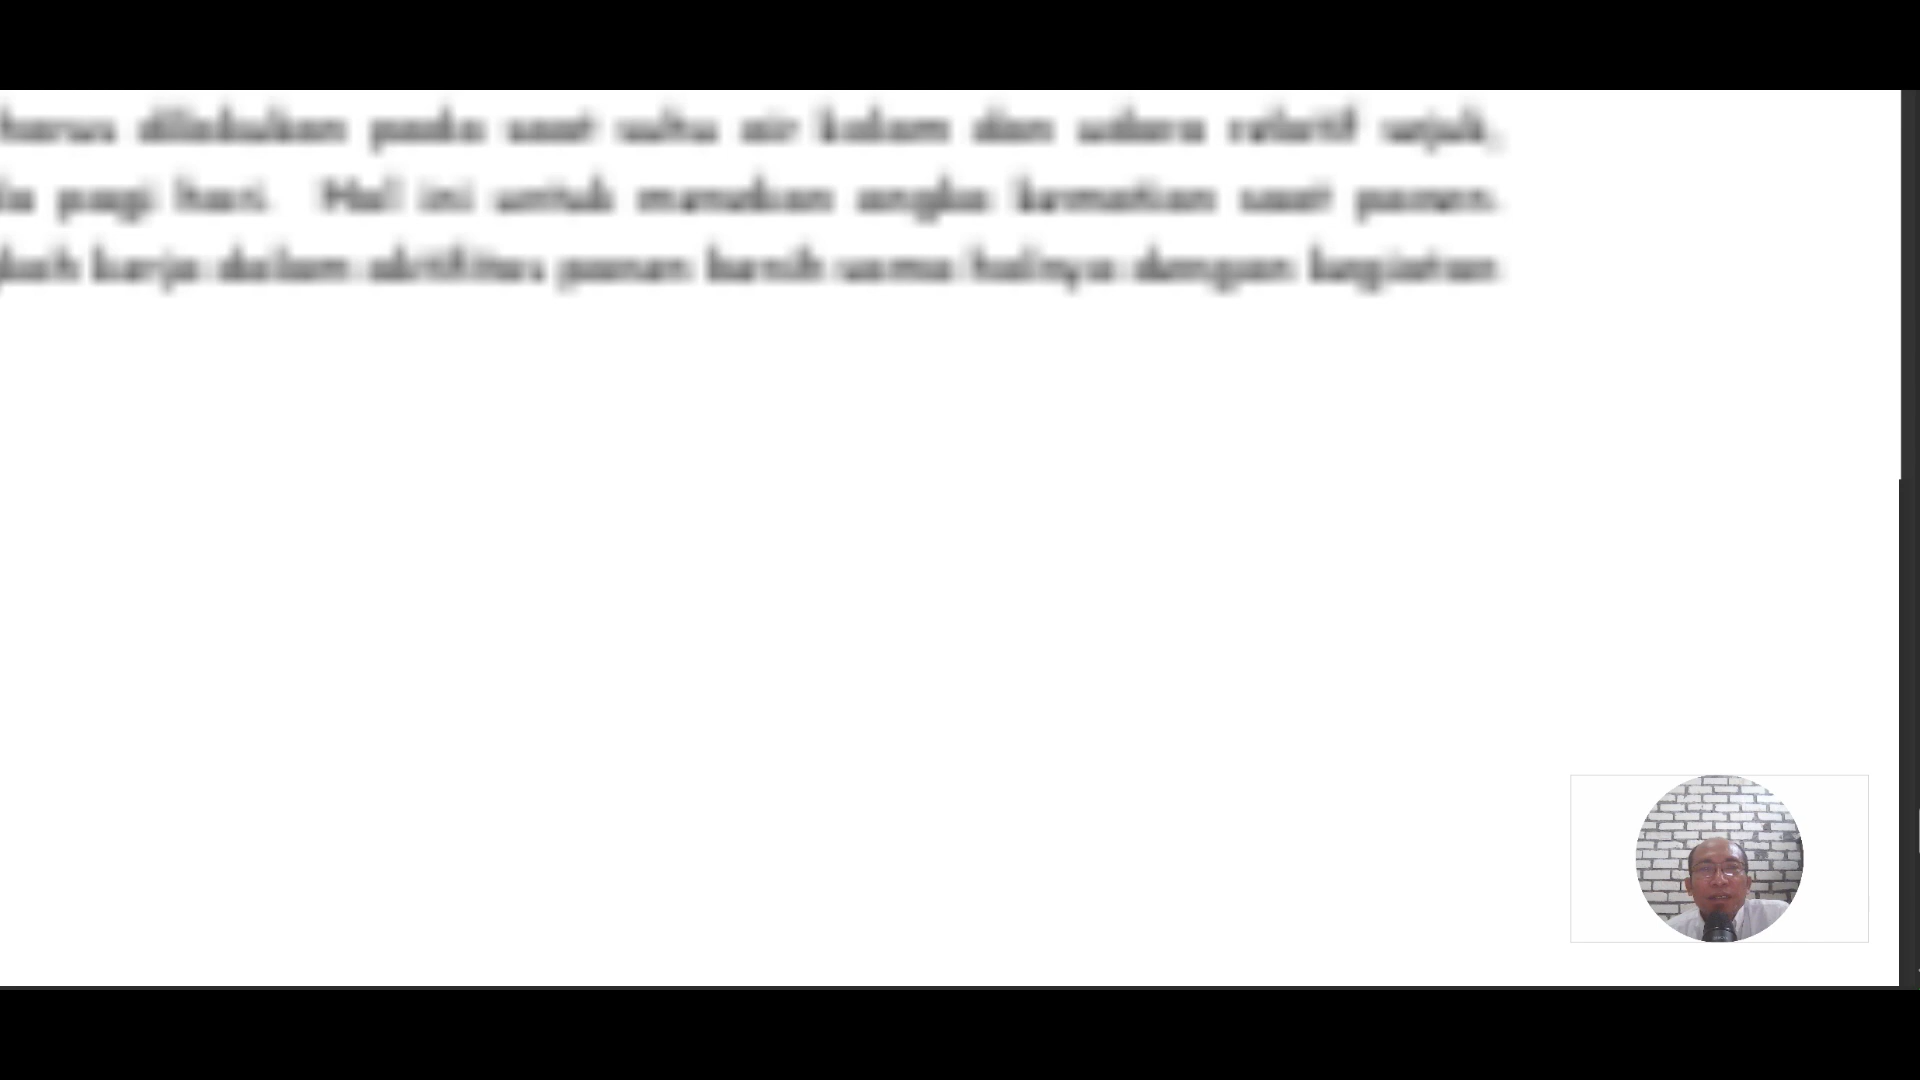 harus dilakukan pada saat suhu air kolam dan udara relatif sejuk,
pagi hari. Hal ini untuk menekan angka kematian saat panen.
kerja dalam aktifitas panen benih sama halnya dengan kegiatan